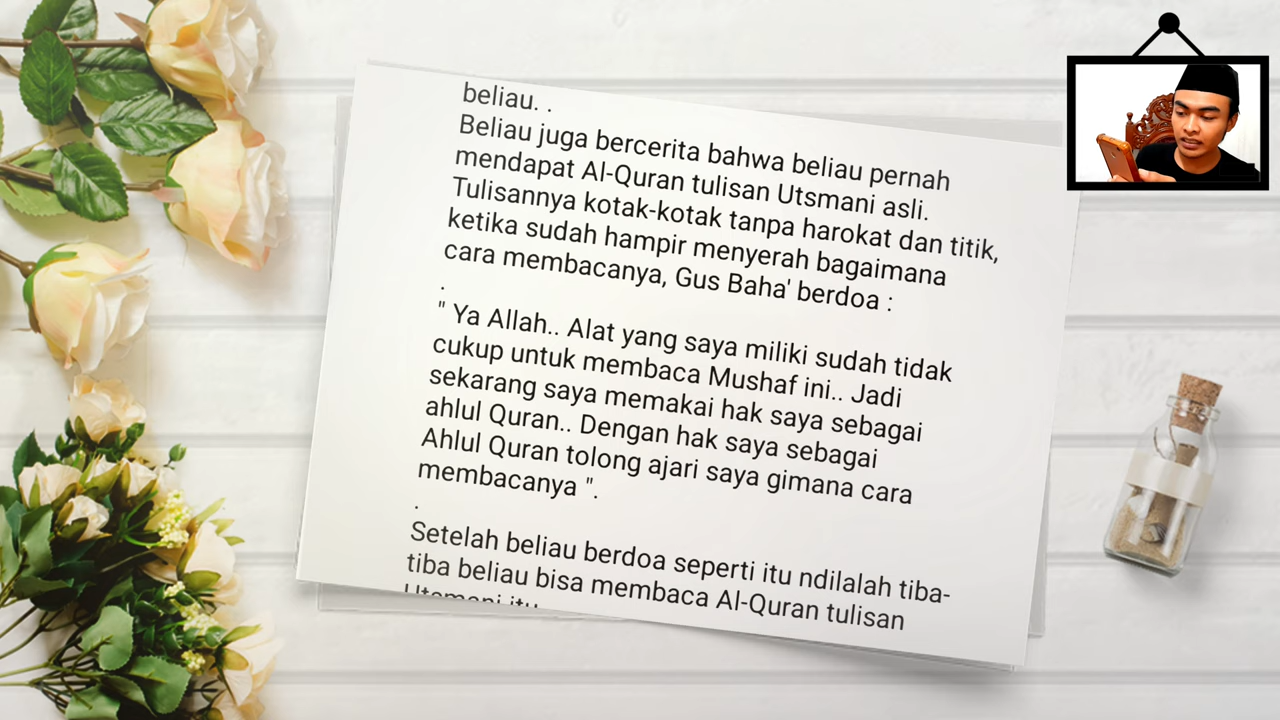 beliau. .
Beliau juga bercerita bahwa beliau pernah
mendapat Al-Quran tulisan Utsmani asli.
Tulisannya kotak-kotak tanpa harokat dan titik,
ketika sudah hampir menyerah bagaimana
cara membacanya, Gus Baha' berdoa :
.
" Ya Allah.. Alat yang saya miliki sudah tidak
cukup untuk membaca Mushaf ini.. Jadi
sekarang saya memakai hak saya sebagai
ahlul Quran.. Dengan hak saya sebagai
Ahlul Quran tolong ajari saya gimana cara
membacanya ".
.
Setelah beliau berdoa seperti itu ndilalah tiba-
tiba beliau bisa membaca Al-Quran tulisan
Utsmani itu